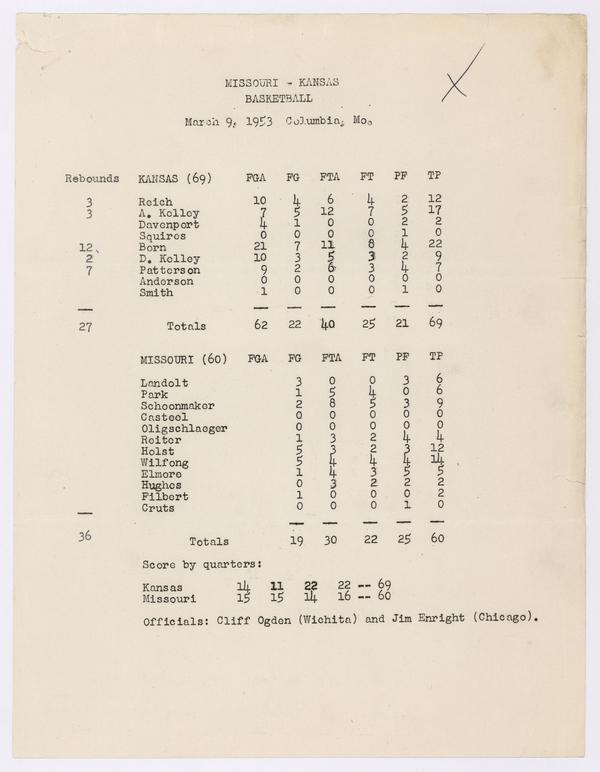 MISSOURI - KANSAS
BASKETBALL
March 9, 1953 Columbia, Mo.
Rebounds KANSAS (69) FGA FG FTA FT PF TP
3 Reich 10 4 6 4 2 12
3 A. Kelley 7 5 12 7 5 17
Davenport 4 1 0 0 2 2
Squires 0 0 0 0 1 0
12 Born 21 7 11 8 4 22
2 D. Kelley 10 3 5 3 2 9
7 Patterson 9 2 6 3 4 7
Anderson 0 0 0 0 0 0
Smith 1 0 0 0 1 0
27 Totals 62 22 40 25 21 69
MISSOURI (60) FGA FG FTA FT PF TP
Landolt 3 0 0 3 6
Park 1 5 4 0 6
Schoonmaker 2 8 5 3 9
Casteel 0 0 0 0 0
Oligschlaeger 0 0 0 0 0
Reiter 1 3 2 4 4
Holst 5 3 2 3 12
Wilfong 5 4 4 4 14
Elmore 1 4 3 5 5
Hughes 0 3 2 2 2
Filbert 1 0 0 0 2
Cruts 0 0 0 1 0
36 Totals 19 30 22 25 60
Score by quarters:
Kansas 14 11 22 22 -- 69
Missouri 15 15 14 16 -- 60
Officials: Cliff Ogden (Wichita) and Jim Enright (Chicago).